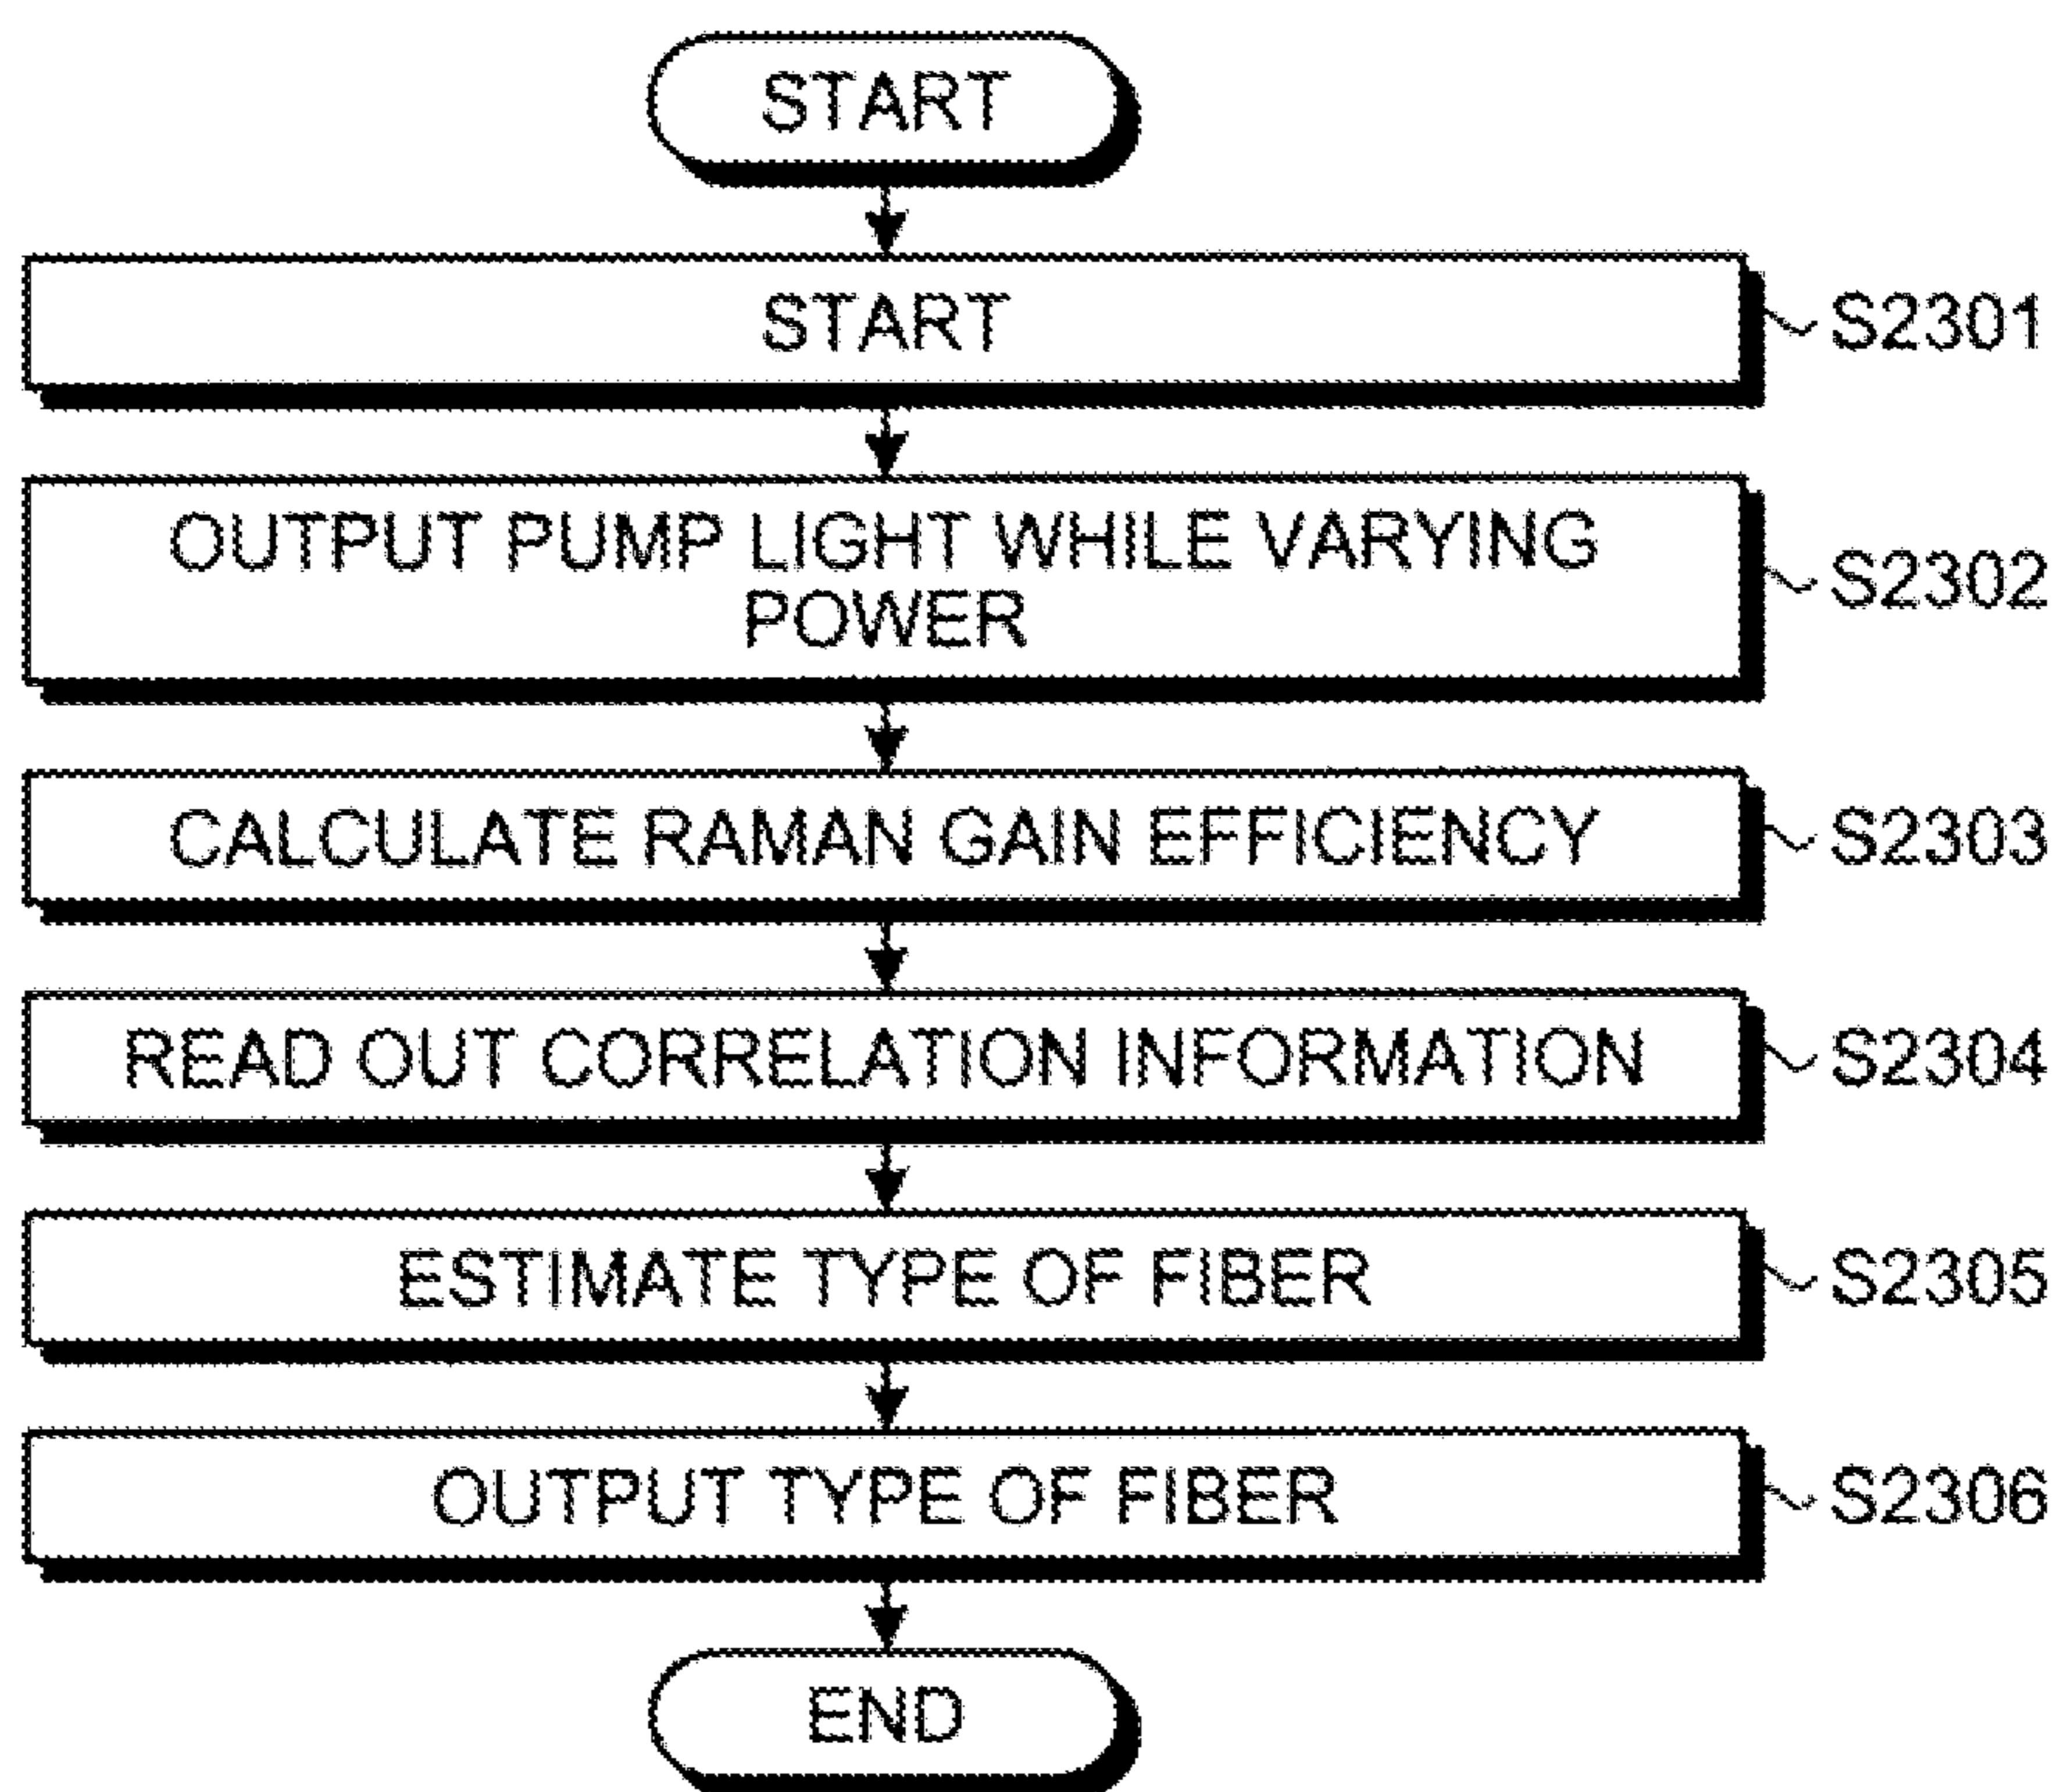 START
START
S2301
OUTPUT PUMP LIGHT WHILE VARYING
POWER
S2302
CALCULATE RAMAN GAIN EFFICIENCY
S2303
READ OUT CORRELATION INFORMATION
S2304
ESTIMATE TYPE OF FIBER
S2305
OUTPUT TYPE OF FIBER
S2306
END